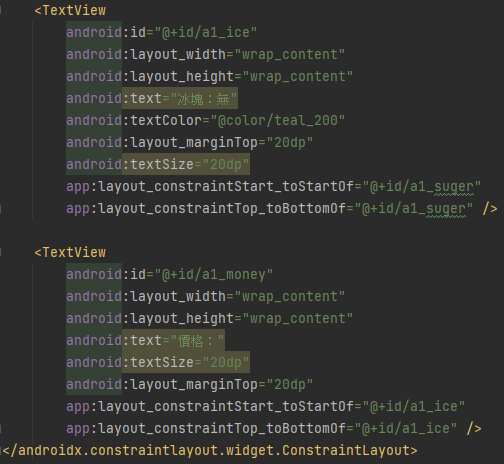 <TextView
android:id="@+id/a1_ice"
android:layout_width="wrap_content"
android:layout_height="wrap_content"
android:text="冰塊：無"
android:textColor="@color/teal_200"
android:layout_marginTop="20dp"
android:textSize="20dp"
app:layout_constraintStart_toStartOf="@+id/a1_suger"
app:layout_constraintTop_toBottomOf="@+id/a1_suger" />
<TextView
android:id="@+id/a1_money"
android:layout_width="wrap_content"
android:layout_height="wrap_content"
android:text="價格："
android:textSize="20dp"
android:layout_marginTop="20dp"
app:layout_constraintStart_toStartOf="@+id/a1_ice"
app:layout_constraintTop_toBottomOf="@+id/a1_ice" />
</androidx.constraintlayout.widget.ConstraintLayout>